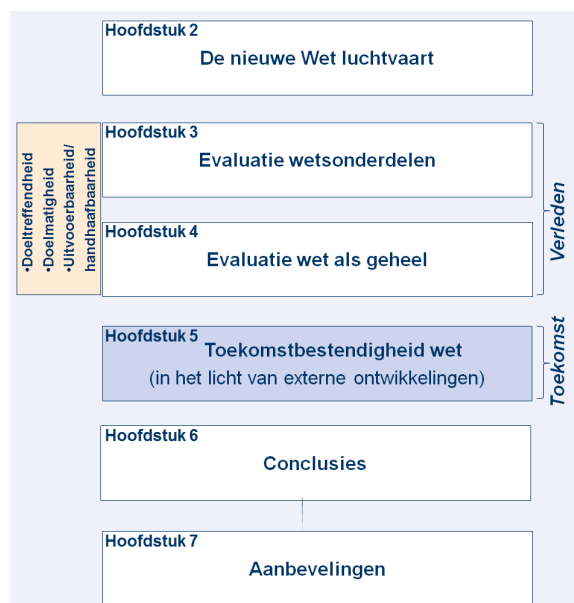 Hoofdstuk 2
De nieuwe Wet luchtvaart
•Doeltreffendheid
•Doelmatigheid
•Uitvooerbaarheid/
handhaafbaarheid
Hoofdstuk 3
Evaluatie wetsonderdelen
Hoofdstuk 4
Evaluatie wet als geheel
Verleden
Hoofdstuk 5
Toekomstbestendigheid wet
(in het licht van externe ontwikkelingen)
Toekomst
Hoofdstuk 6
Conclusies
Hoofdstuk 7
Aanbevelingen